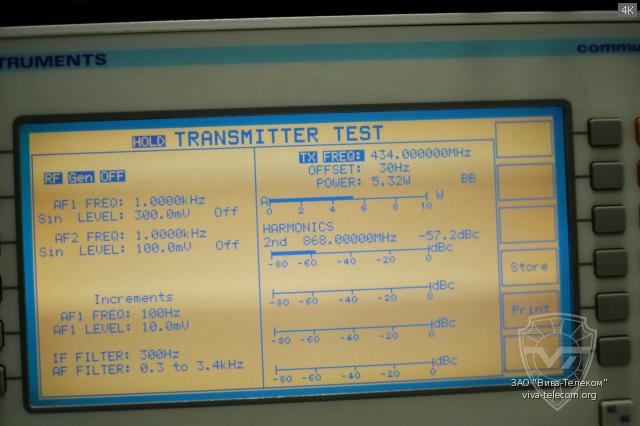 4K
TRUMENTS
commu
HOLD TRANSMITTER TEST
RF Gen OFF
AF1 FREQ: 1.0000kHz
Sin LEVEL: 300.0mV Off
AF2 FREQ: 1.0000kHz
Sin LEVEL: 100.0mV Off
Increments
AF1 FREQ: 100Hz
AF1 LEVEL: 10.0mV
IF FILTER: 300Hz
AF FILTER: 0.3 to 3.4kHz
TX FREQ: 434.000000MHz
OFFSET: 30Hz
POWER: 5.32W BB
A W
0 2 4 6 8 10
HARMONICS
2nd 868.00000MHz -57.2dBc
-80 -60 -40 -20 0 dBc
-80 -60 -40 -20 0 dBc
-80 -60 -40 -20 0 dBc
-80 -60 -40 -20 0 dBc
Store
Print
ЗАО "Вива-Телеком"
viva-telecom.org